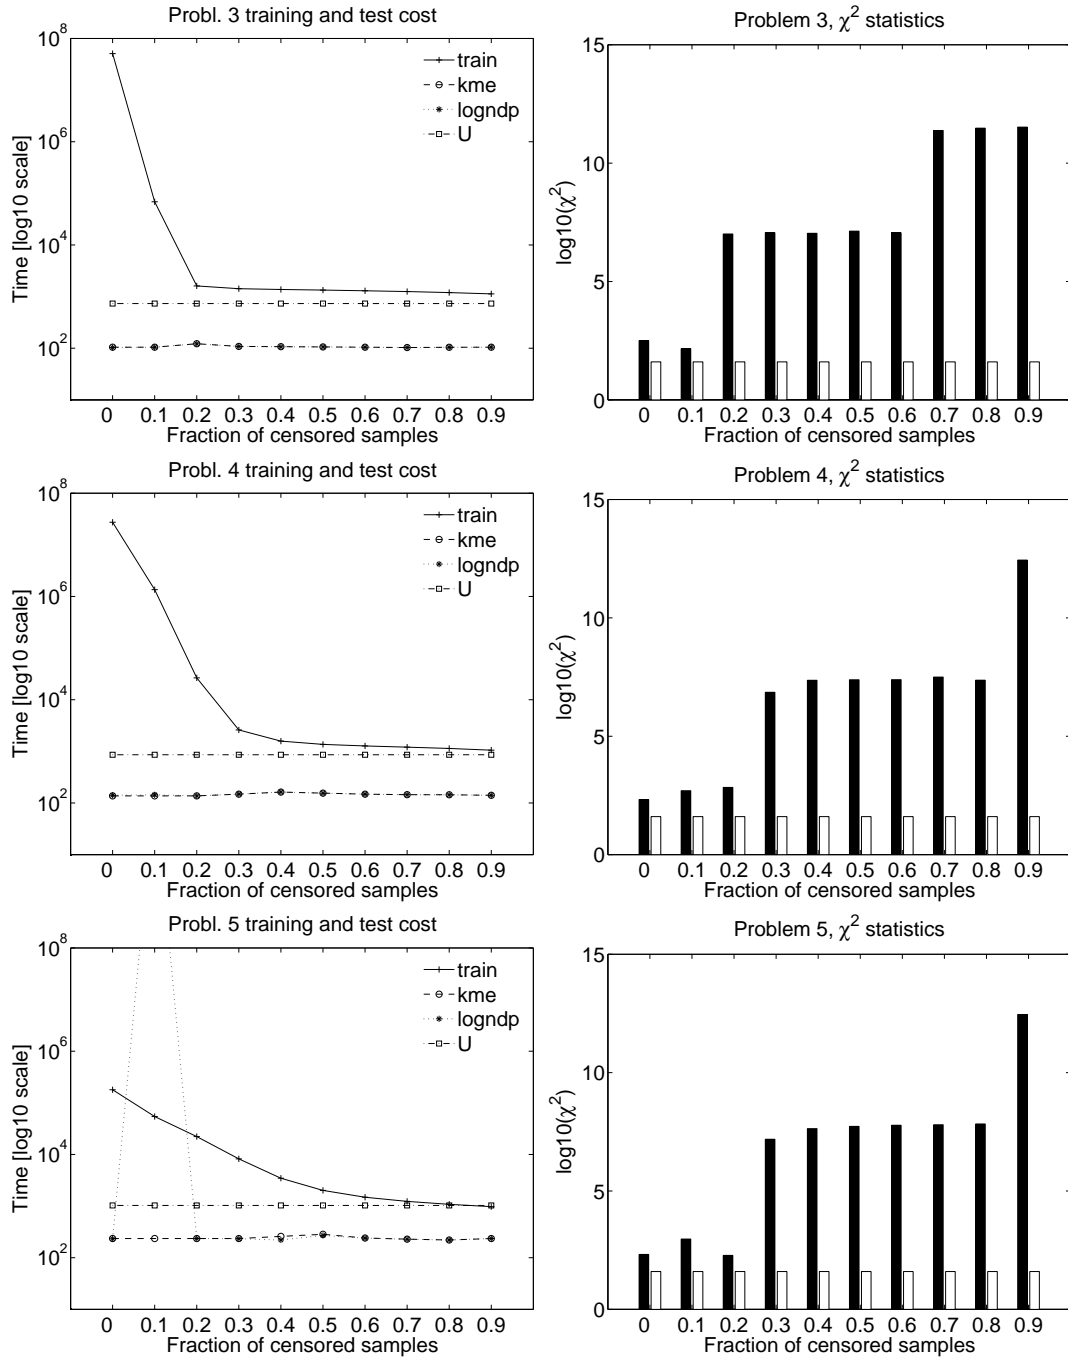 Probl. 3 training and test cost
10^8
10^6
10^4
10^2
Time [log10 scale]
train
kme
logndp
U
0 0.1 0.2 0.3 0.4 0.5 0.6 0.7 0.8 0.9
Fraction of censored samples
Problem 3, χ^2 statistics
15
10
5
0
log10(χ^2)
0 0.1 0.2 0.3 0.4 0.5 0.6 0.7 0.8 0.9
Fraction of censored samples
Probl. 4 training and test cost
10^8
10^6
10^4
10^2
Time [log10 scale]
train
kme
logndp
U
0 0.1 0.2 0.3 0.4 0.5 0.6 0.7 0.8 0.9
Fraction of censored samples
Problem 4, χ^2 statistics
15
10
5
0
log10(χ^2)
0 0.1 0.2 0.3 0.4 0.5 0.6 0.7 0.8 0.9
Fraction of censored samples
Probl. 5 training and test cost
10^8
10^6
10^4
10^2
Time [log10 scale]
train
kme
logndp
U
0 0.1 0.2 0.3 0.4 0.5 0.6 0.7 0.8 0.9
Fraction of censored samples
Problem 5, χ^2 statistics
15
10
5
0
log10(χ^2)
0 0.1 0.2 0.3 0.4 0.5 0.6 0.7 0.8 0.9
Fraction of censored samples